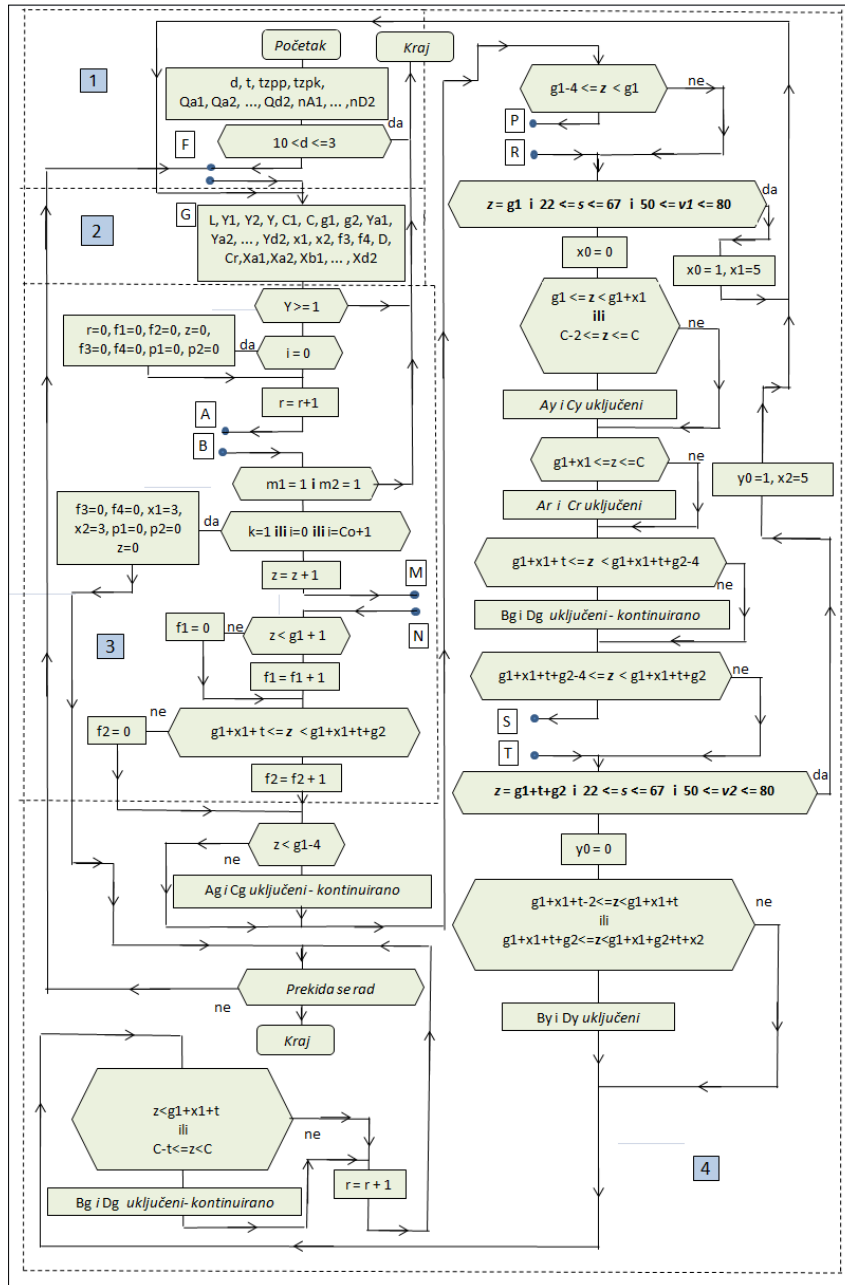 Početak
Kraj
1
d, t, tzpp, tzpk,
Qa1, Qa2, ..., Qd2, nA1, ... ,nD2
da
10 <d <=3
F
G
2
L, Y1, Y2, Y, C1, C, g1, g2, Ya1,
Ya2, ... , Yd2, x1, x2, f3, f4, D,
Cr,Xa1,Xa2, Xb1, ... , Xd2
Y >= 1
r=0, f1=0, f2=0, z=0,
f3=0, f4=0, p1=0, p2=0
da
i = 0
r = r+1
A
B
m1 = 1 i m2 = 1
f3=0, f4=0, x1=3,
x2=3, p1=0, p2=0
z=0
da
k=1 ili i=0 ili i=Co+1
z = z + 1
M
N
3
f1 = 0
ne
z < g1 + 1
f1 = f1 + 1
ne
f2 = 0
g1+x1+ t <= z < g1+x1+t+g2
f2 = f2 + 1
z < g1-4
ne
Ag i Cg uključeni - kontinuirano
Prekida se rad
ne
Kraj
z<g1+x1+t
ili
C-t<=z<C
ne
r = r + 1
Bg i Dg uključeni- kontinuirano
g1-4 <= z < g1
ne
P
R
z = g1 i 22 <= s <= 67 i 50 <= v1 <= 80
da
x0 = 0
x0 = 1, x1=5
g1 <= z < g1+x1
ili
C-2 <= z <= C
ne
Ay i Cy uključeni
g1+x1 <=z <=C
ne
y0=1, x2=5
Ar i Cr uključeni
g1+x1+ t <= z < g1+x1+t+g2-4
ne
Bg i Dg uključeni - kontinuirano
g1+x1+t+g2-4 <= z < g1+x1+t+g2
ne
S
T
z = g1+t+g2 i 22 <= s <= 67 i 50 <= v2 <= 80
da
y0 = 0
g1+x1+t-2<=z<g1+x1+t
ili
g1+x1+t+g2<=z<g1+x1+g2+t+x2
ne
By i Dy uključeni
4